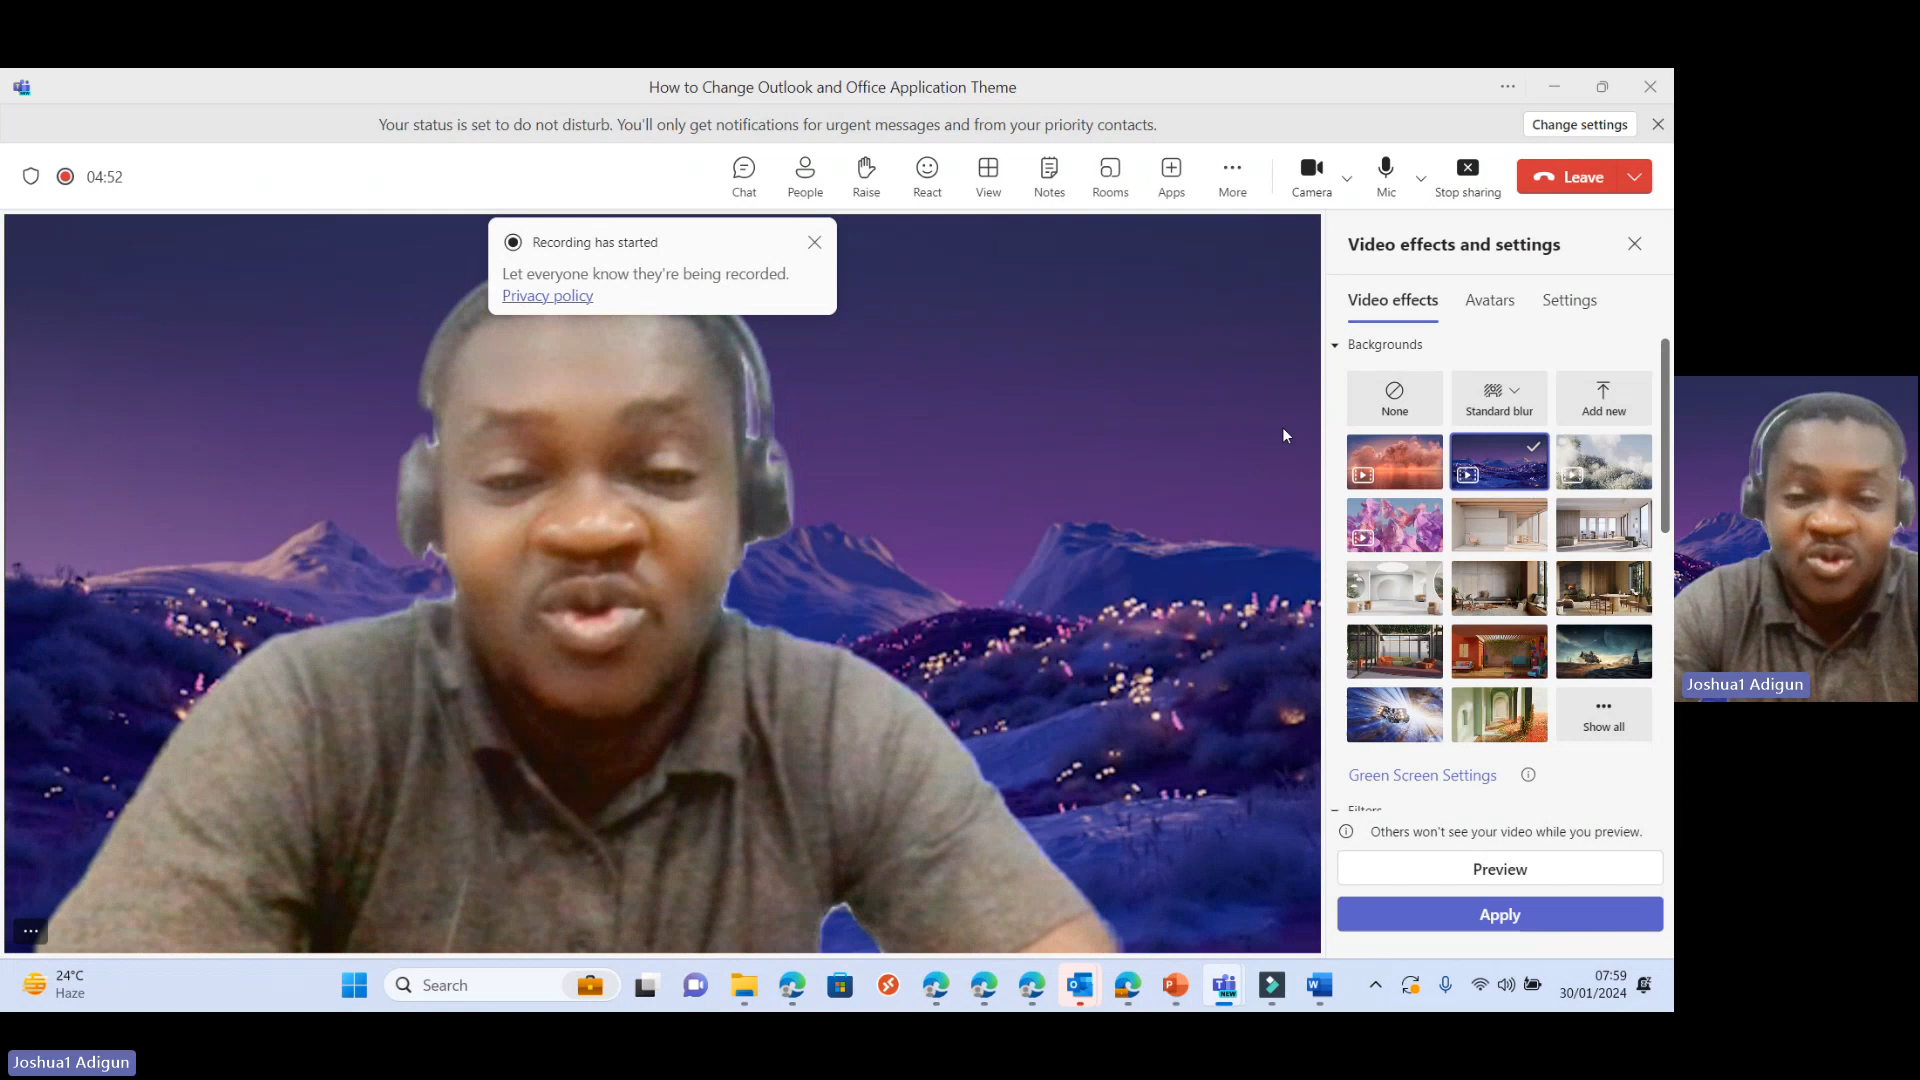 How to Change Outlook and Office Application Theme
Your status is set to do not disturb. You'll only get notifications for urgent messages and from your priority contacts.
Change settings
04:52
Chat
People
Raise
React
View
Notes
Rooms
Apps
More
Camera
Mic
Stop sharing
Leave
Recording has started
Let everyone know they're being recorded.
Privacy policy
Video effects and settings
Video effects
Avatars
Settings
Backgrounds
None
Standard blur
Add new
Show all
Green Screen Settings
Filters
Others won't see your video while you preview.
Preview
Apply
Joshua1 Adigun
24°C
Haze
Search
NEW
07:59
30/01/2024
Joshua1 Adigun